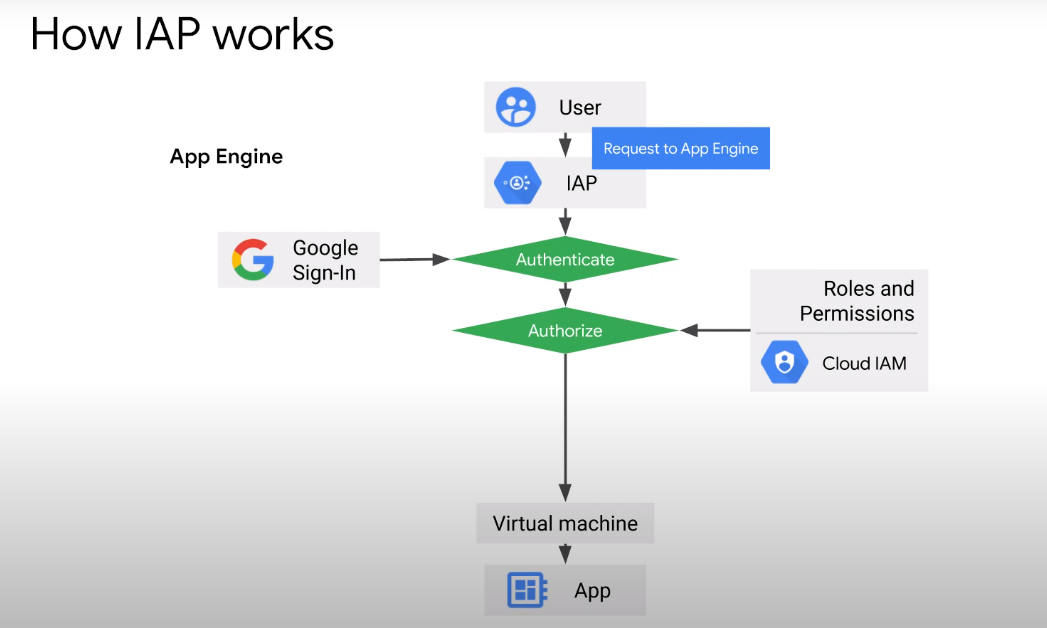 How IAP works
User
App Engine
Request to App Engine
IAP
Google
Sign-In
Authenticate
Roles and
Permissions
Authorize
Cloud IAM
Virtual machine
App